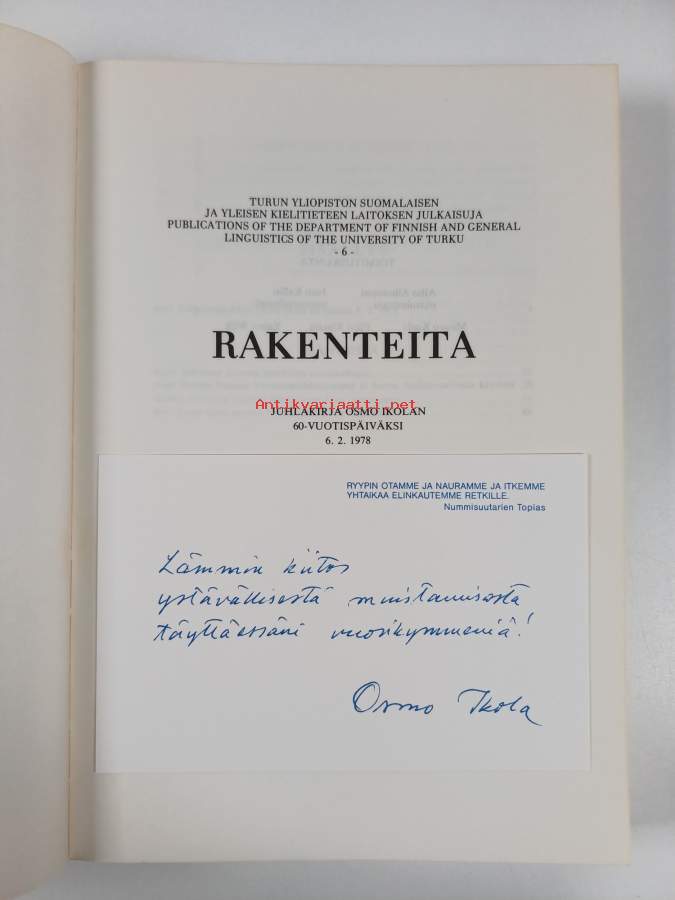 TURUN YLIOPISTON SUOMALAISEN
JA YLEISEN KIELITIETEEN LAITOKSEN JULKAISUJA
PUBLICATIONS OF THE DEPARTMENT OF FINNISH AND GENERAL
LINGUISTICS OF THE UNIVERSITY OF TURKU
- 6 -
RAKENTEITA
Antikvariaatti.net
JUHLAKIRJA OSMO IKOLAN
60-VUOTISPÄIVÄKSI
6. 2. 1978
RYYPIN OTAMME JA NAURAMME JA ITKEMME
YHTAIKAA ELINKAUTEMME RETKILLE.
Nummisuutarien Topias
Lämmin kiitos
ystävällisestä muistamisesta
täyttäessäni vuosikymmeniä!
Osmo Ikola